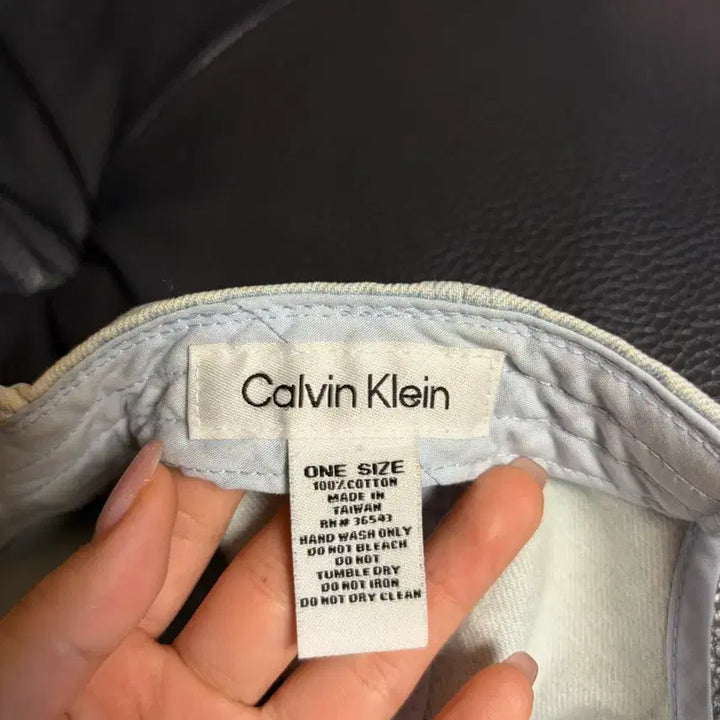 Calvin Klein
ONE SIZE
100% COTTON
MADE IN
TAIWAN
RN# 36543
HAND WASH ONLY
DO NOT BLEACH
DO NOT
TUMBLE DRY
DO NOT IRON
DO NOT DRY CLEAN